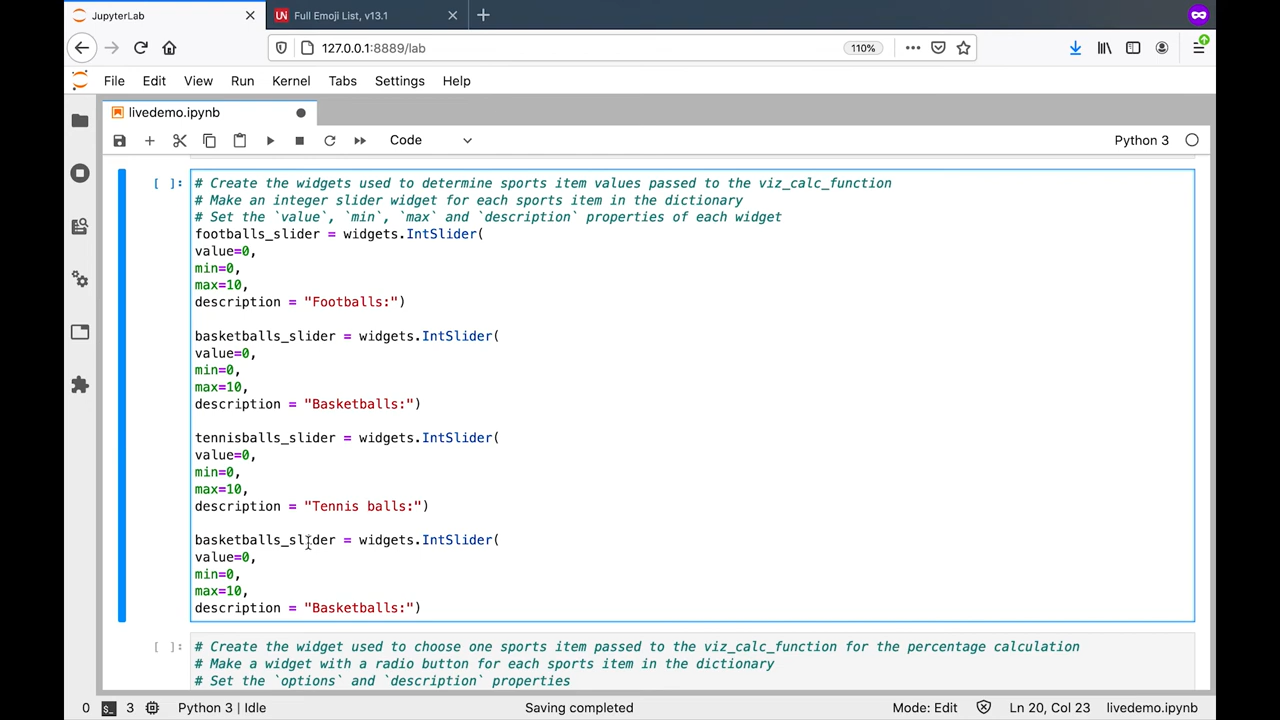 JupyterLab
UN Full Emoji List, v13.1
127.0.0.1:8889/lab
110%
File Edit View Run Kernel Tabs Settings Help
livedemo.ipynb
Code
Python 3
[ ]:
# Create the widgets used to determine sports item values passed to the viz_calc_function
# Make an integer slider widget for each sports item in the dictionary
# Set the `value`, `min`, `max` and `description` properties of each widget
footballs_slider = widgets.IntSlider(
value=0,
min=0,
max=10,
description = "Footballs:")
basketballs_slider = widgets.IntSlider(
value=0,
min=0,
max=10,
description = "Basketballs:")
tennisballs_slider = widgets.IntSlider(
value=0,
min=0,
max=10,
description = "Tennis balls:")
basketballs_slider = widgets.IntSlider(
value=0,
min=0,
max=10,
description = "Basketballs:")
[ ]:
# Create the widget used to choose one sports item passed to the viz_calc_function for the percentage calculation
# Make a widget with a radio button for each sports item in the dictionary
# Set the `options` and `description` properties
0 3 Python 3 | Idle Saving completed Mode: Edit Ln 20, Col 23 livedemo.ipynb